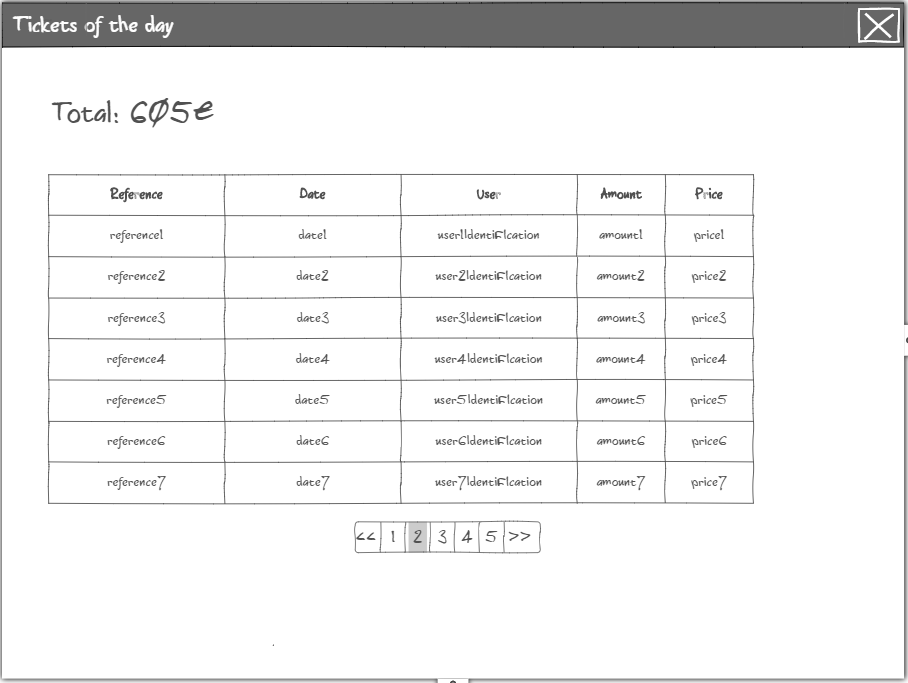 Tickets of the day
Total: 605€
Reference Date User Amount Price
reference1 date1 user1Identification amount1 price1
reference2 date2 user2Identification amount2 price2
reference3 date3 user3Identification amount3 price3
reference4 date4 user4Identification amount4 price4
reference5 date5 user5Identification amount5 price5
reference6 date6 user6Identification amount6 price6
reference7 date7 user7Identification amount7 price7
<< 1 2 3 4 5 >>